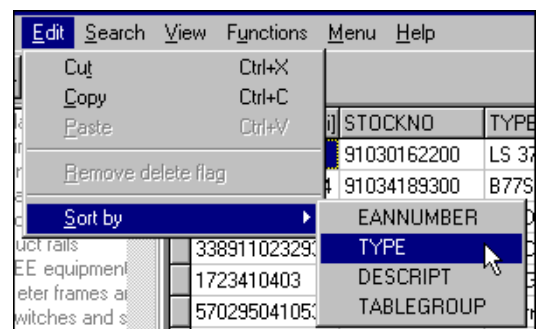 Edit Search View Functions Menu Help
Cut Ctrl+X
Copy Ctrl+C
Paste Ctrl+V
Remove delete flag
Sort by
EANNUMBER
TYPE
DESCRIPT
TABLEGROUP
i] STOCKNO TYPE
91030162200 LS 37
4 91034189300 B77S
uct rails 338911023293
EE equipment 1723410403
eter frames 570295041053
witches and s